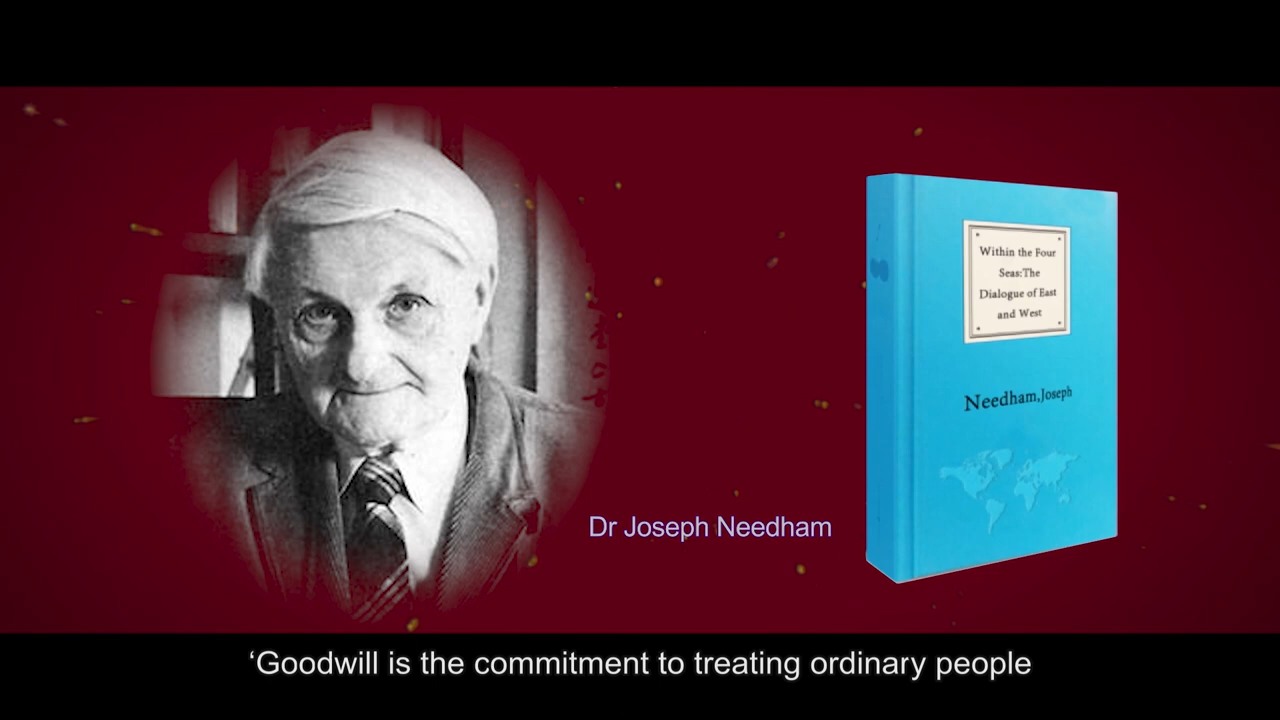 Within the Four
Seas:The
Dialogue of East
and West
Needham,Joseph
Dr Joseph Needham
‘Goodwill is the commitment to treating ordinary people